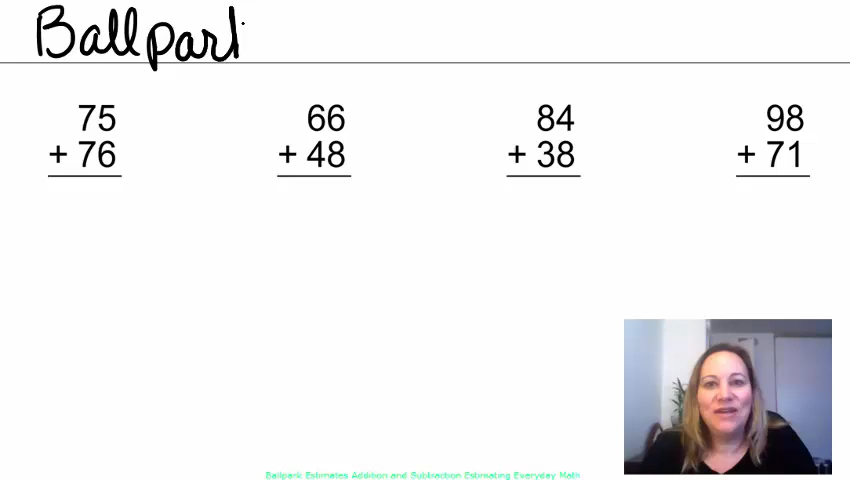 Ballpark
75 66 84 98
+ 76 + 48 + 38 + 71
Ballpark Estimates Addition and Subtraction Estimating Everyday Math